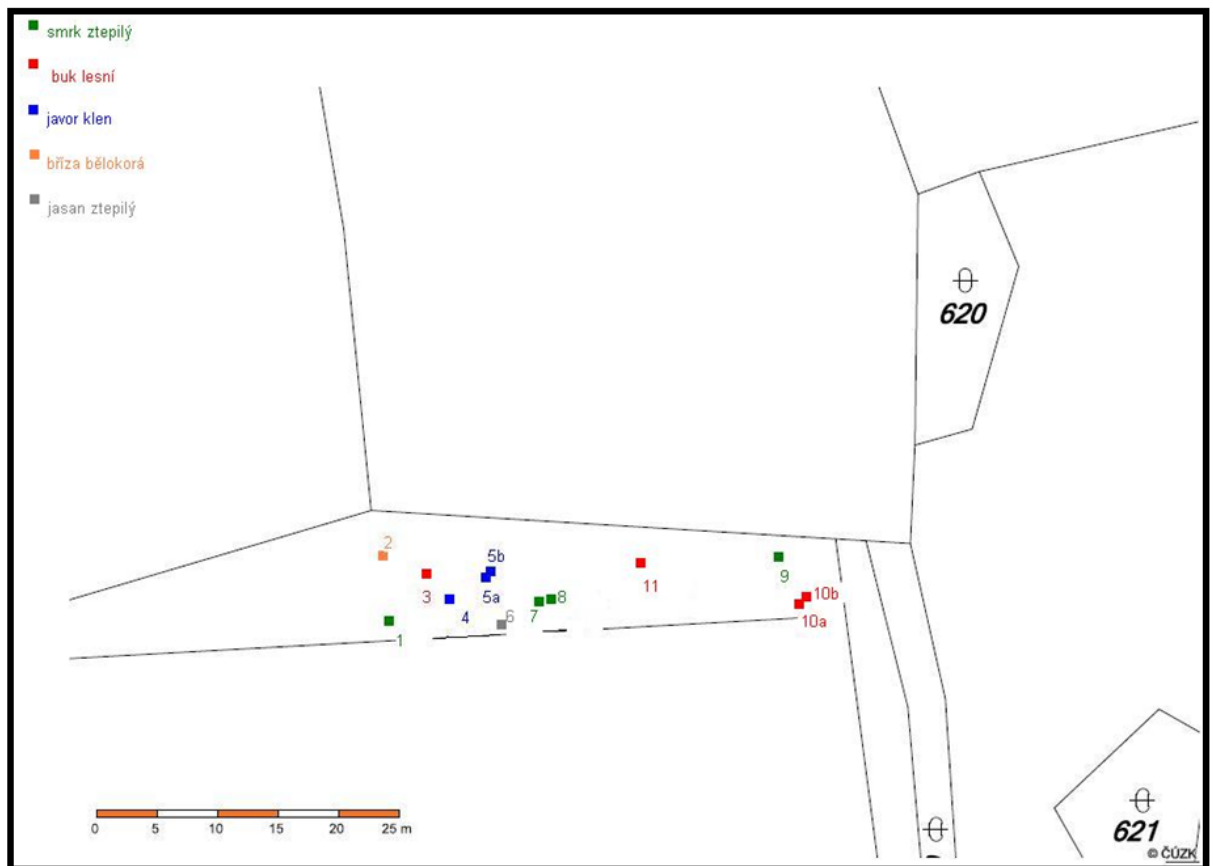 smrk ztepilý
buk lesní
javor klen
bříza bělokorá
jasan ztepilý
620
2
5b
3
5a
4
6
1
7
8
11
9
10b
10a
0 5 10 15 20 25 m
621
© ČÚZK